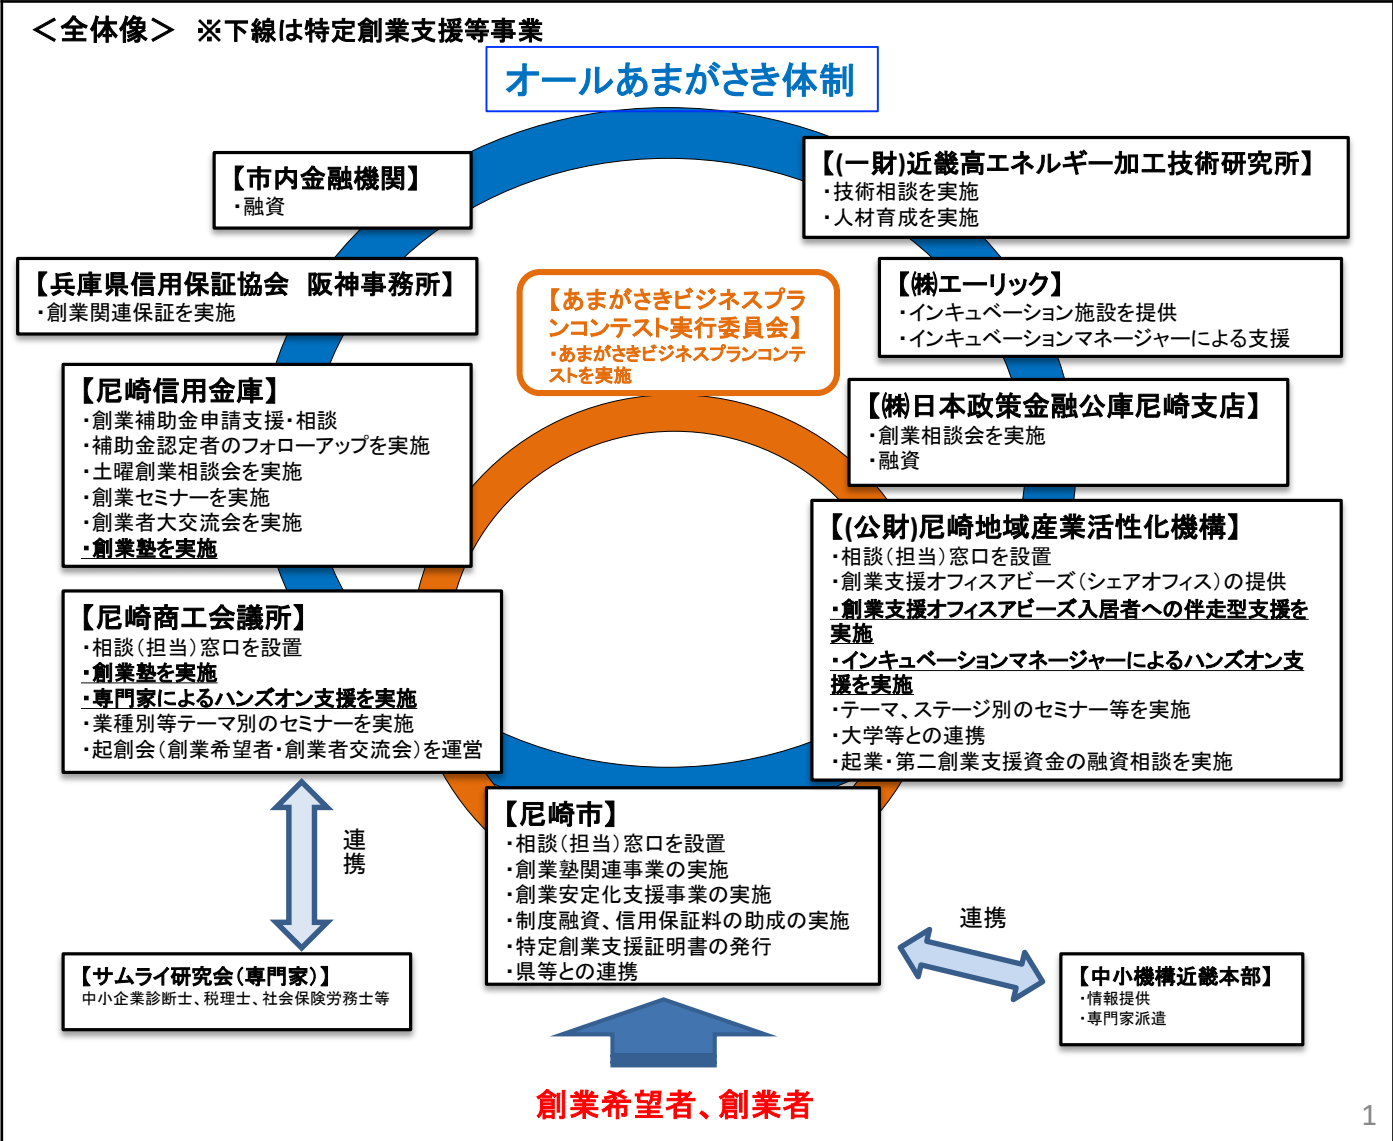 ＜全体像＞ ※下線は特定創業支援等事業
オールあまがさき体制
【市内金融機関】
・融資
【(一財)近畿高エネルギー加工技術研究所】
・技術相談を実施
・人材育成を実施
【兵庫県信用保証協会　阪神事務所】
・創業関連保証を実施
【あまがさきビジネスプラ
ンコンテスト実行委員会】
・あまがさきビジネスプランコンテ
ストを実施
【㈱エーリック】
・インキュベーション施設を提供
・インキュベーションマネージャーによる支援
【尼崎信用金庫】
・創業補助金申請支援・相談
・補助金認定者のフォローアップを実施
・土曜創業相談会を実施
・創業セミナーを実施
・創業者大交流会を実施
・創業塾を実施
【㈱日本政策金融公庫尼崎支店】
・創業相談会を実施
・融資
【(公財)尼崎地域産業活性化機構】
・相談（担当）窓口を設置
・創業支援オフィスアビーズ（シェアオフィス）の提供
・創業支援オフィスアビーズ入居者への伴走型支援を
実施
・インキュベーションマネージャーによるハンズオン支
援を実施
・テーマ、ステージ別のセミナー等を実施
・大学等との連携
・起業・第二創業支援資金の融資相談を実施
【尼崎商工会議所】
・相談（担当）窓口を設置
・創業塾を実施
・専門家によるハンズオン支援を実施
・業種別等テーマ別のセミナーを実施
・起創会（創業希望者・創業者交流会）を運営
【尼崎市】
・相談（担当）窓口を設置
・創業塾関連事業の実施
・創業安定化支援事業の実施
・制度融資、信用保証料の助成の実施
・特定創業支援証明書の発行
・県等との連携
連
携
連携
【サムライ研究会（専門家）】
中小企業診断士、税理士、社会保険労務士等
【中小機構近畿本部】
・情報提供
・専門家派遣
創業希望者、創業者
1